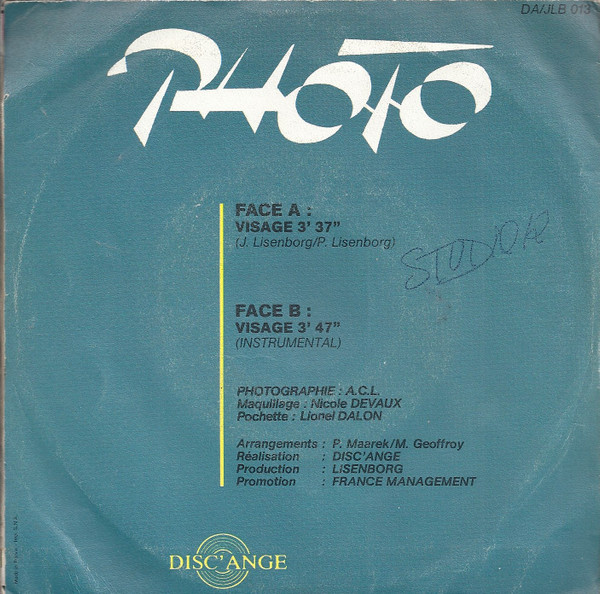 DA/JLB 013
PHOTO
FACE A :
VISAGE 3' 37"
(J. Lisenborg/P. Lisenborg)
STUDIO
FACE B :
VISAGE 3' 47"
(INSTRUMENTAL)
PHOTOGRAPHIE : A.C.L.
Maquillage : Nicole DEVAUX
Pochette : Lionel DALON
Arrangements : P. Maarek/M. Geoffroy
Réalisation : DISC'ANGE
Production : LISENBORG
Promotion : FRANCE MANAGEMENT
DISC'ANGE